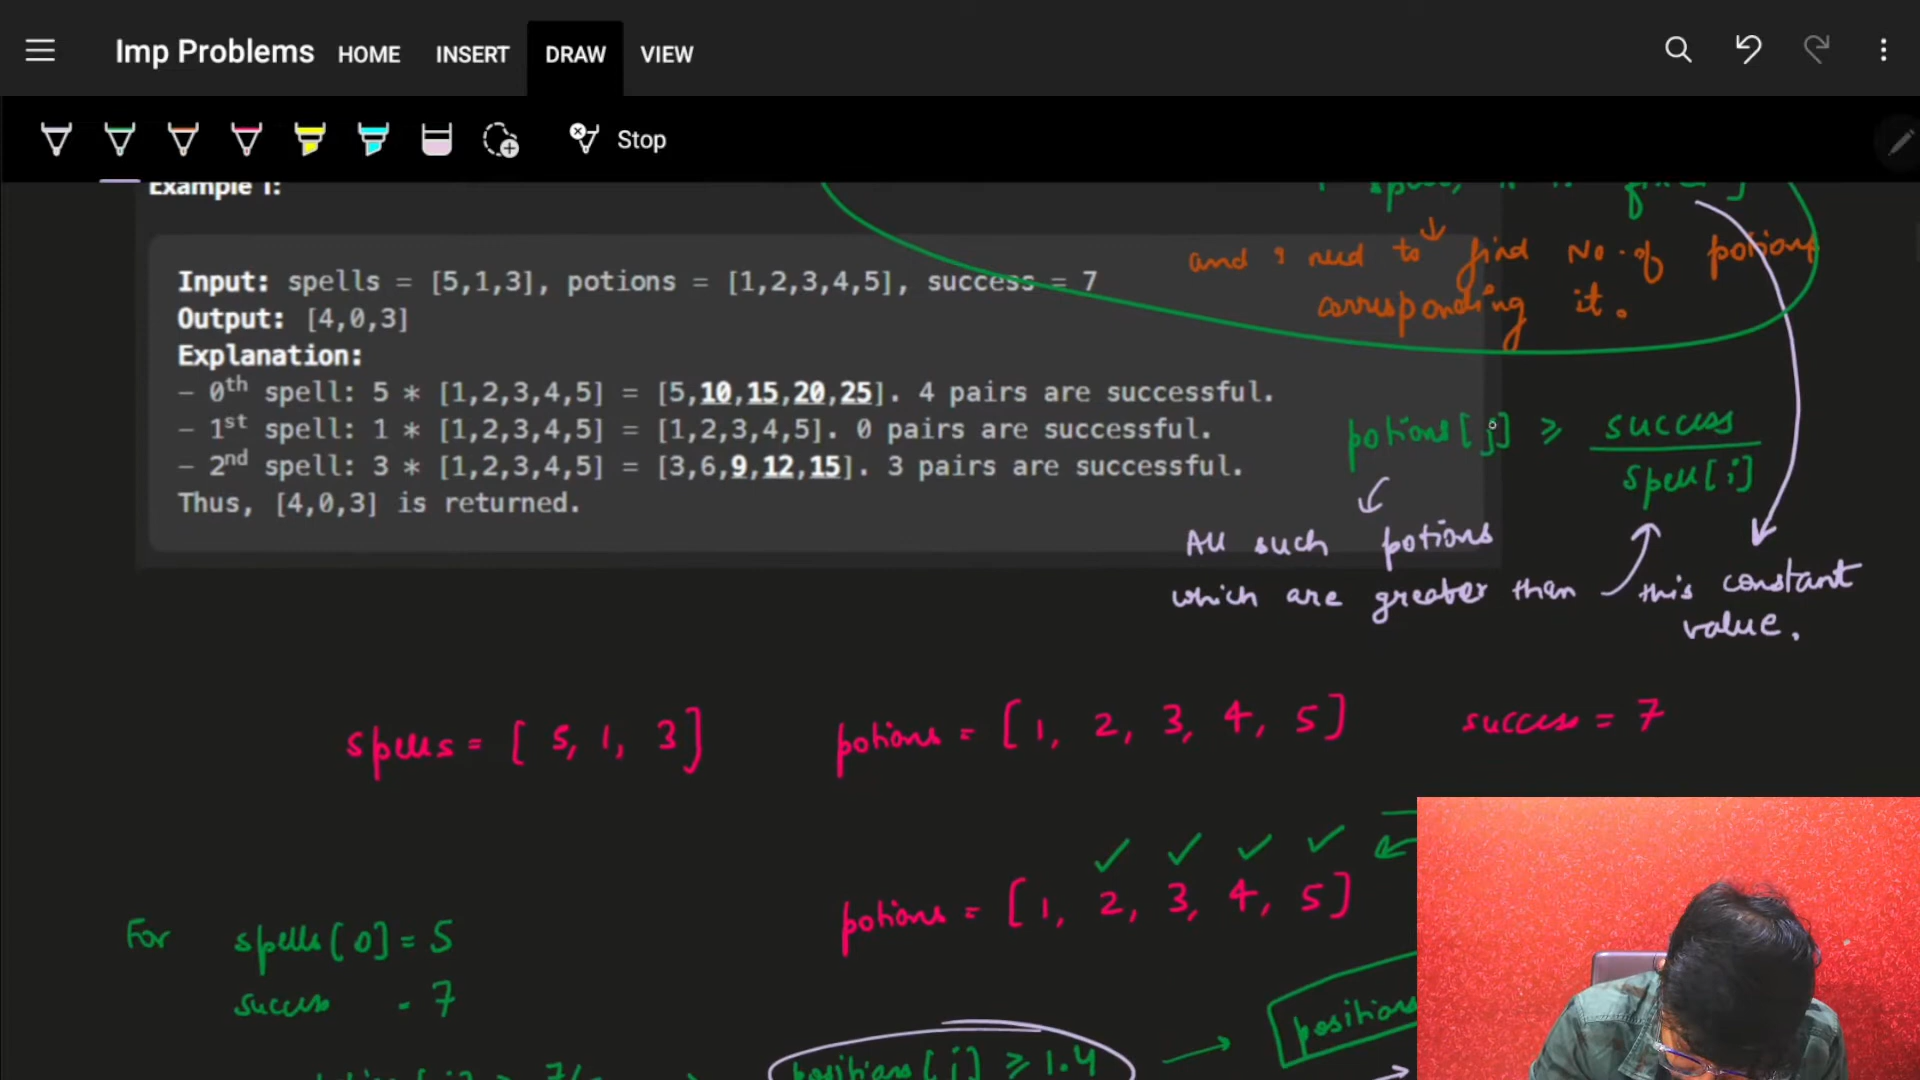 Imp Problems HOME INSERT DRAW VIEW
Stop
Example 1:
Input: spells = [5,1,3], potions = [1,2,3,4,5], success = 7
Output: [4,0,3]
Explanation:
- 0th spell: 5 * [1,2,3,4,5] = [5,10,15,20,25]. 4 pairs are successful.
- 1st spell: 1 * [1,2,3,4,5] = [1,2,3,4,5]. 0 pairs are successful.
- 2nd spell: 3 * [1,2,3,4,5] = [3,6,9,12,15]. 3 pairs are successful.
Thus, [4,0,3] is returned.
and I need to find No. of potions
corresponding it.
potions[j] ≥ success
spell[i]
All such potions
which are greater than this constant
value.
spells = [ 5, 1, 3] potions = [1, 2, 3, 4, 5] success = 7
potions = [1, 2, 3, 4, 5]
For spells[0] = 5
success = 7
positions
positions[j] ≥ 1.4